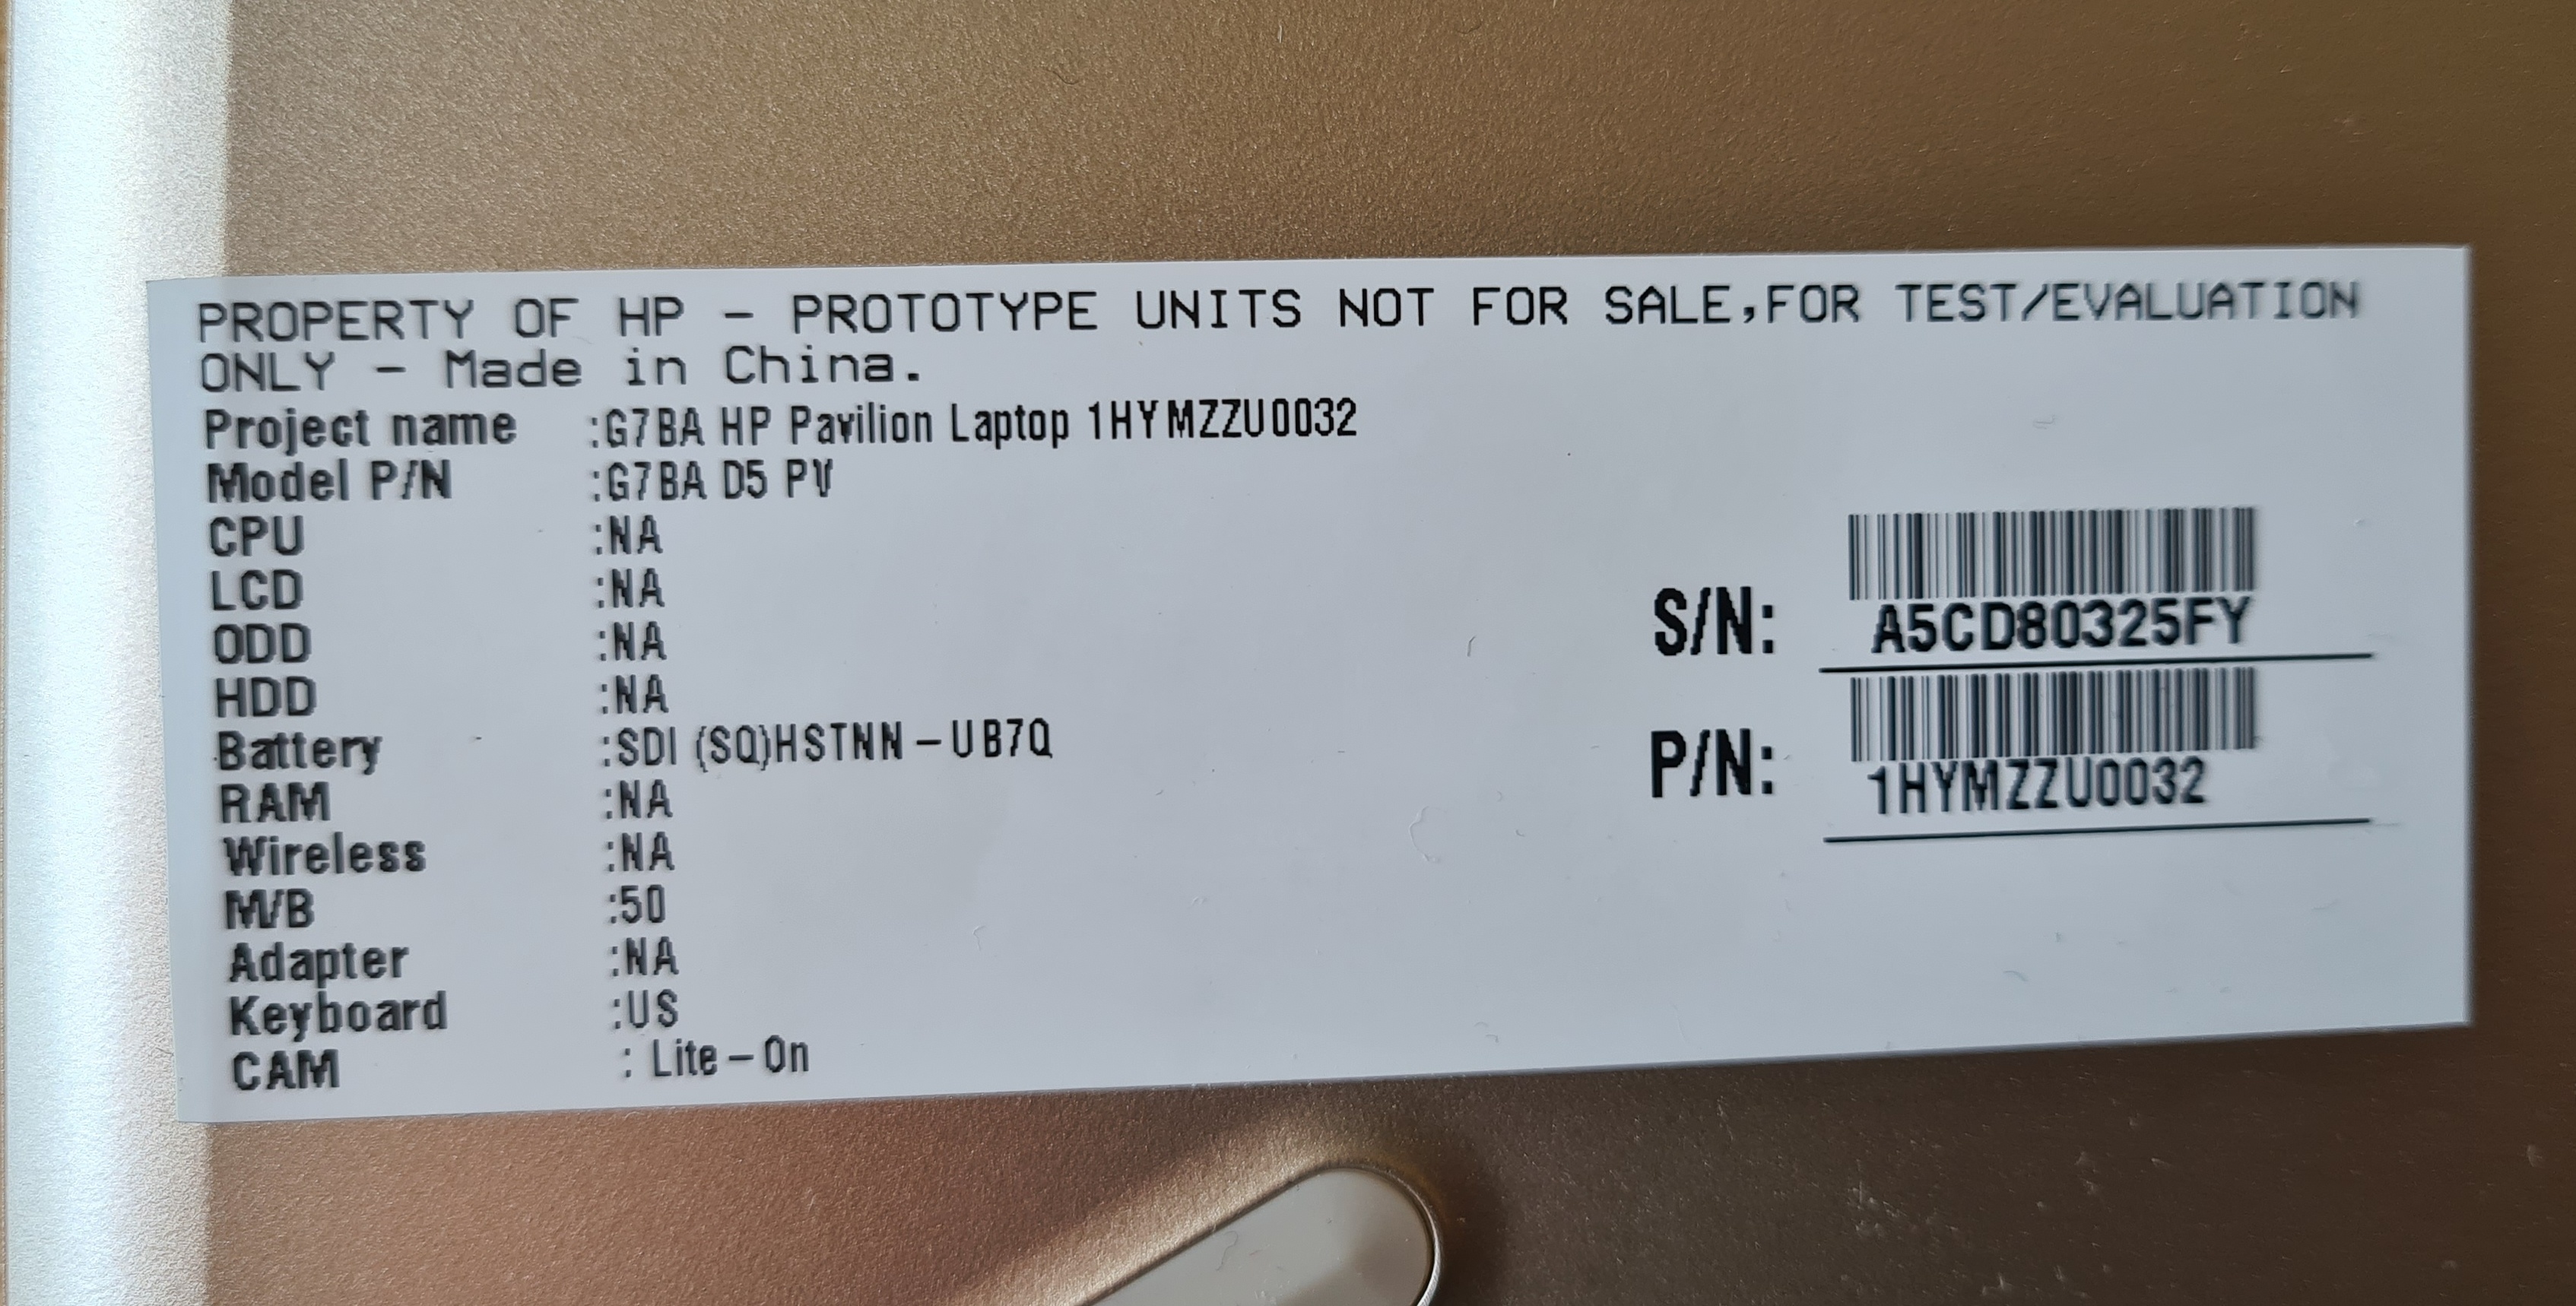 PROPERTY OF HP - PROTOTYPE UNITS NOT FOR SALE,FOR TEST/EVALUATION
ONLY - Made in China.
Project name :G7BA HP Pavilion Laptop 1HYMZZU0032
Model P/N :G7BA D5 PV
CPU :NA
LCD :NA
ODD :NA
HDD :NA
Battery :SDI (SQ)HSTNN-UB7Q
RAM :NA
Wireless :NA
M/B :50
Adapter :NA
Keyboard :US
CAM : Lite-On
S/N: A5CD80325FY
P/N: 1HYMZZU0032